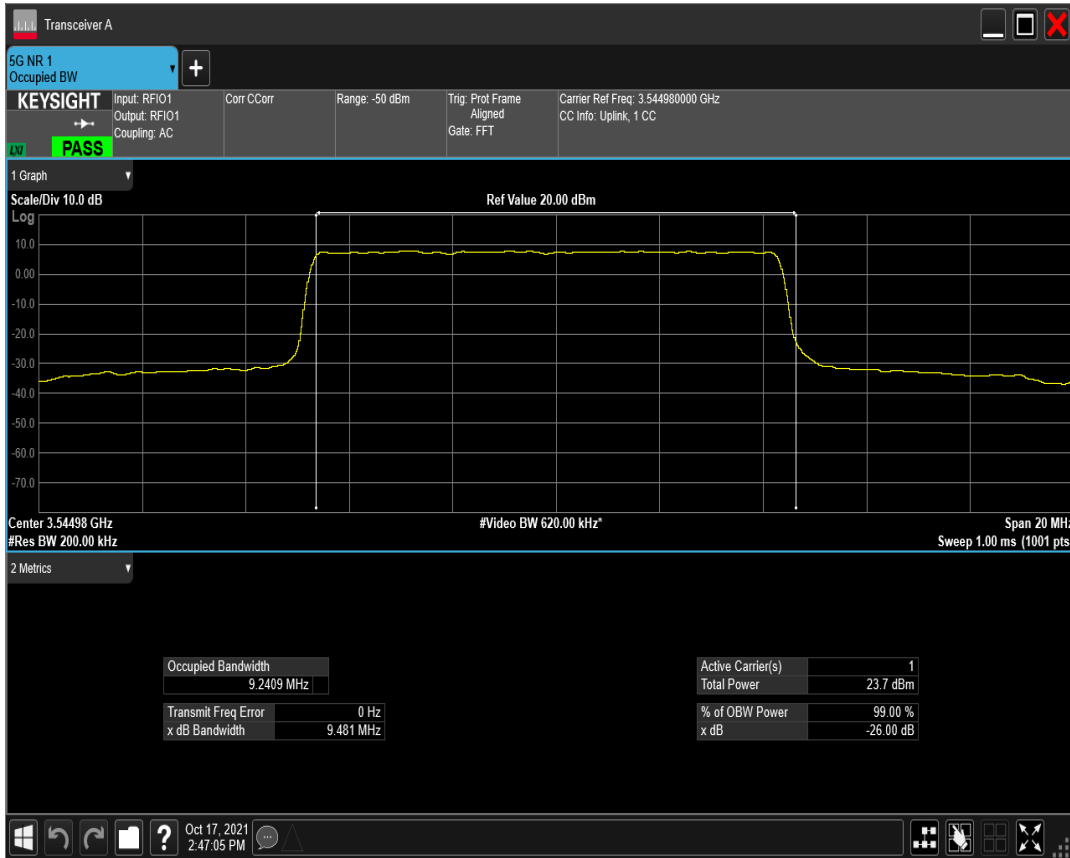 Transceiver A
5G NR 1
Occupied BW
+
KEYSIGHT
Input: RFIO1
Output: RFIO1
Coupling: AC
Corr CCorr
Range: -50 dBm
Trig: Prot Frame
Aligned
Gate: FFT
Carrier Ref Freq: 3.544980000 GHz
CC Info: Uplink, 1 CC
LXI
PASS
1 Graph
Scale/Div 10.0 dB
Ref Value 20.00 dBm
Log
10.0
0.00
-10.0
-20.0
-30.0
-40.0
-50.0
-60.0
-70.0
Center 3.54498 GHz
#Video BW 620.00 kHz*
Span 20 MHz
#Res BW 200.00 kHz
Sweep 1.00 ms (1001 pts
2 Metrics
Occupied Bandwidth
9.2409 MHz
Transmit Freq Error 0 Hz
x dB Bandwidth 9.481 MHz
Active Carrier(s) 1
Total Power 23.7 dBm
% of OBW Power 99.00 %
x dB -26.00 dB
?
Oct 17, 2021
2:47:05 PM